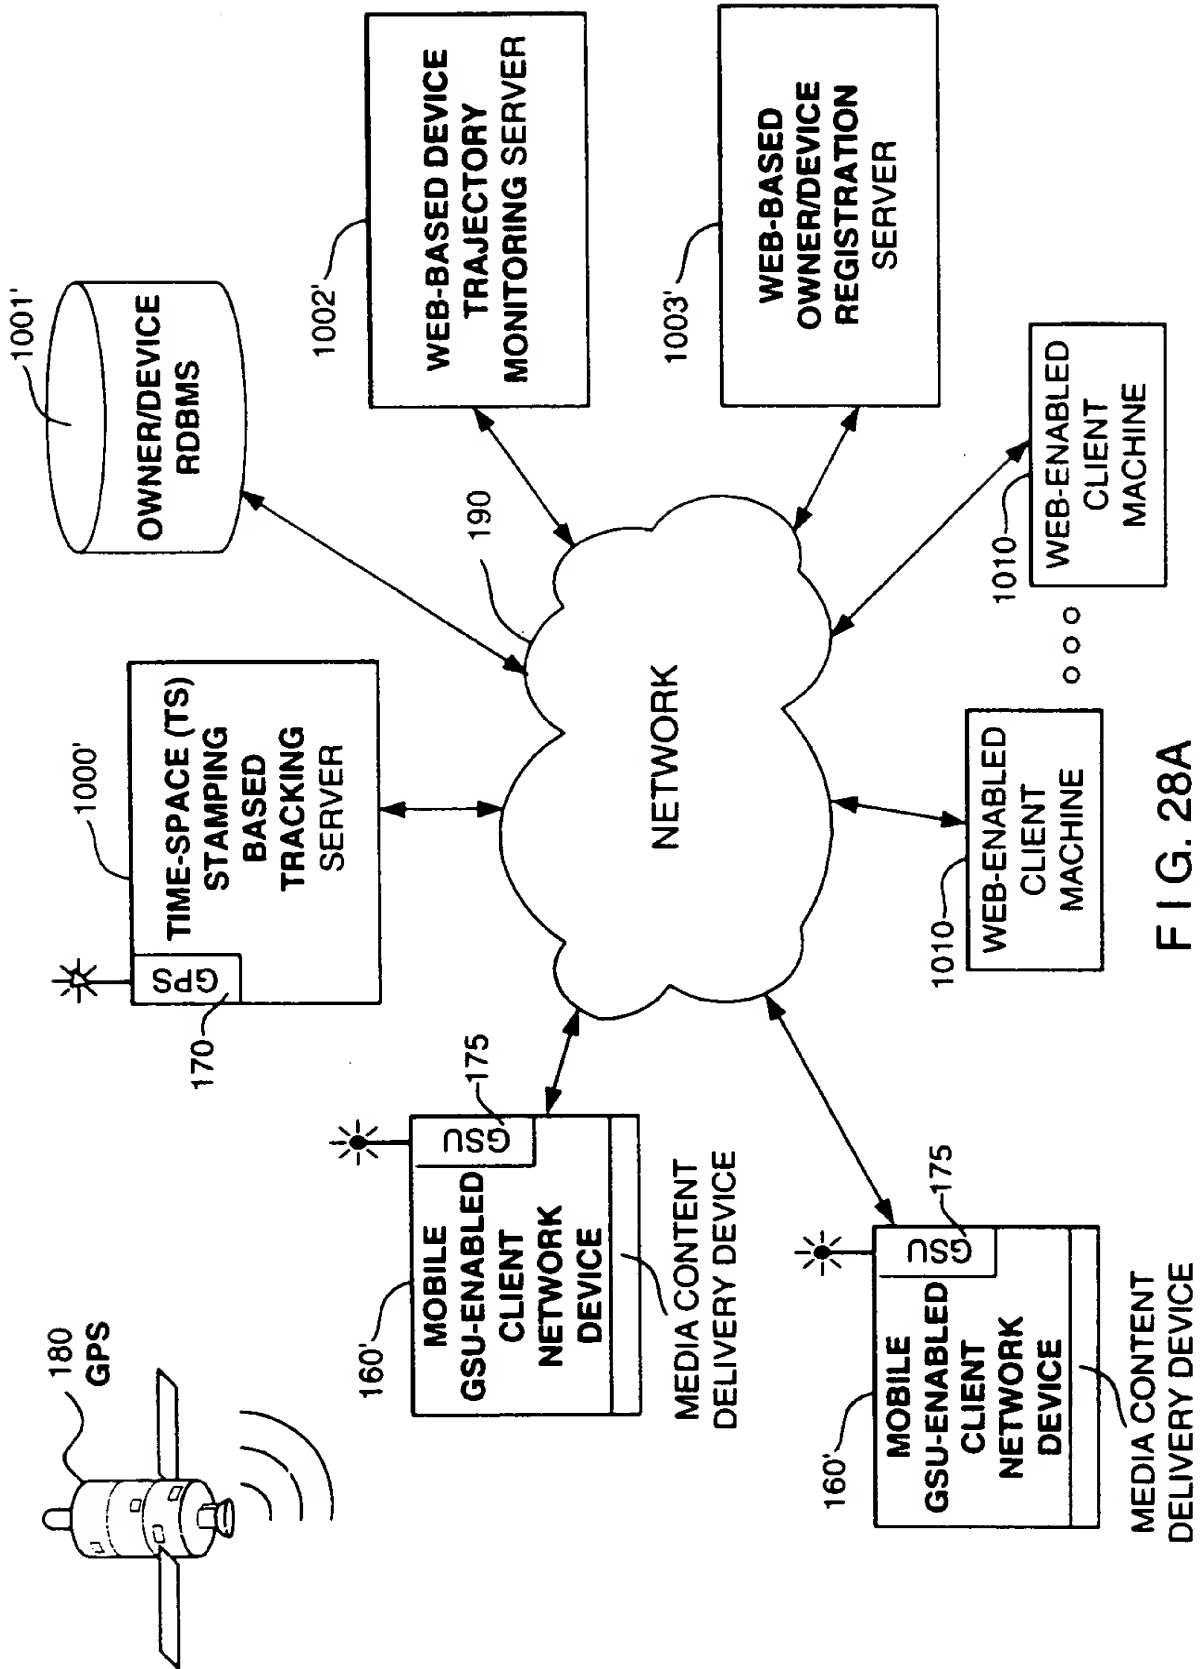 180
GPS
170
GPS
1000'
TIME-SPACE (TS)
STAMPING
BASED
TRACKING
SERVER
1001'
OWNER/DEVICE
RDBMS
160'
MOBILE
GSU-ENABLED
CLIENT
NETWORK
DEVICE
GSU
175
MEDIA CONTENT
DELIVERY DEVICE
190
NETWORK
1002'
WEB-BASED DEVICE
TRAJECTORY
MONITORING SERVER
1003'
WEB-BASED
OWNER/DEVICE
REGISTRATION
SERVER
160'
MOBILE
GSU-ENABLED
CLIENT
NETWORK
DEVICE
GSU
175
MEDIA CONTENT
DELIVERY DEVICE
1010
WEB-ENABLED
CLIENT
MACHINE
1010
WEB-ENABLED
CLIENT
MACHINE
FIG. 28A